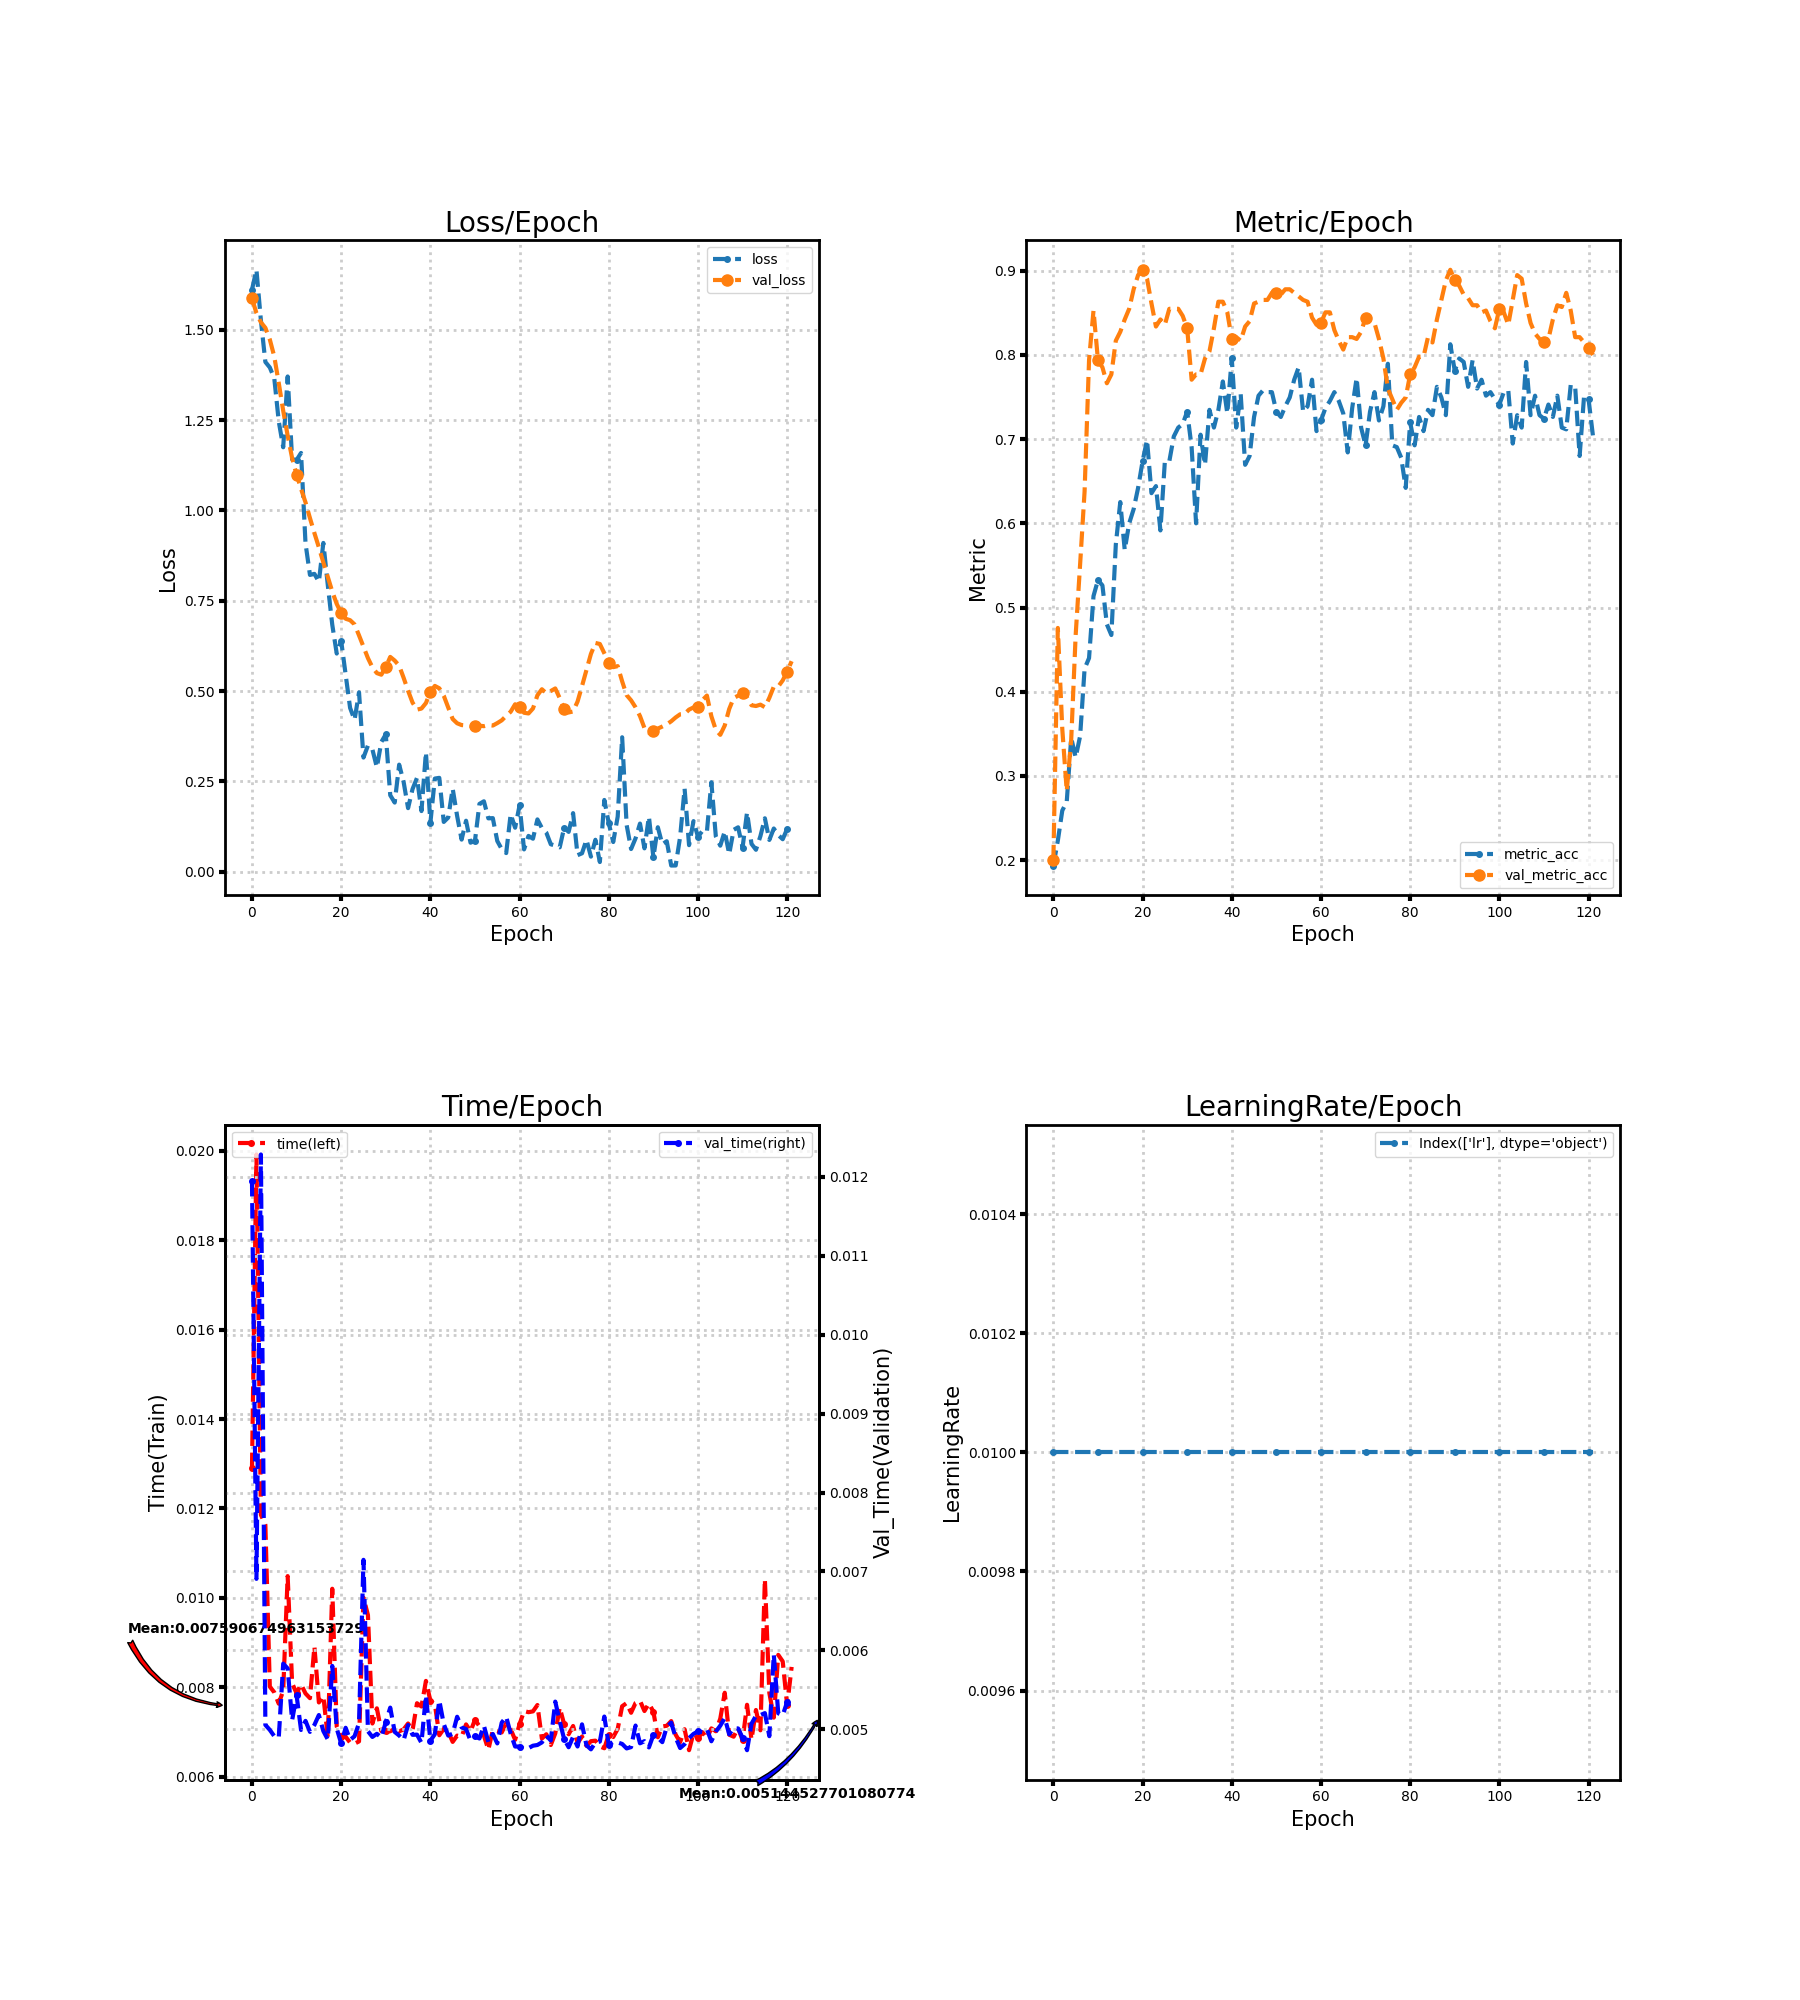 Loss/Epoch
loss
val_loss
1.50
1.25
1.00
0.75
0.50
0.25
0.00
Loss
0 20 40 60 80 100 120
Epoch
Metric/Epoch
0.9
0.8
0.7
0.6
0.5
0.4
0.3
0.2
Metric
metric_acc
val_metric_acc
0 20 40 60 80 100 120
Epoch
Time/Epoch
time(left)
val_time(right)
0.020
0.018
0.016
0.014
0.012
0.010
0.008
0.006
Time(Train)
Mean:0.00759067496315372​9
0.012
0.011
0.010
0.009
0.008
0.007
0.006
0.005
Val_Time(Validation)
0 20 40 60 80 100 120
Mean:0.005144527701080774
Epoch
LearningRate/Epoch
Index(['lr'], dtype='object')
0.0104
0.0102
0.0100
0.0098
0.0096
LearningRate
0 20 40 60 80 100 120
Epoch